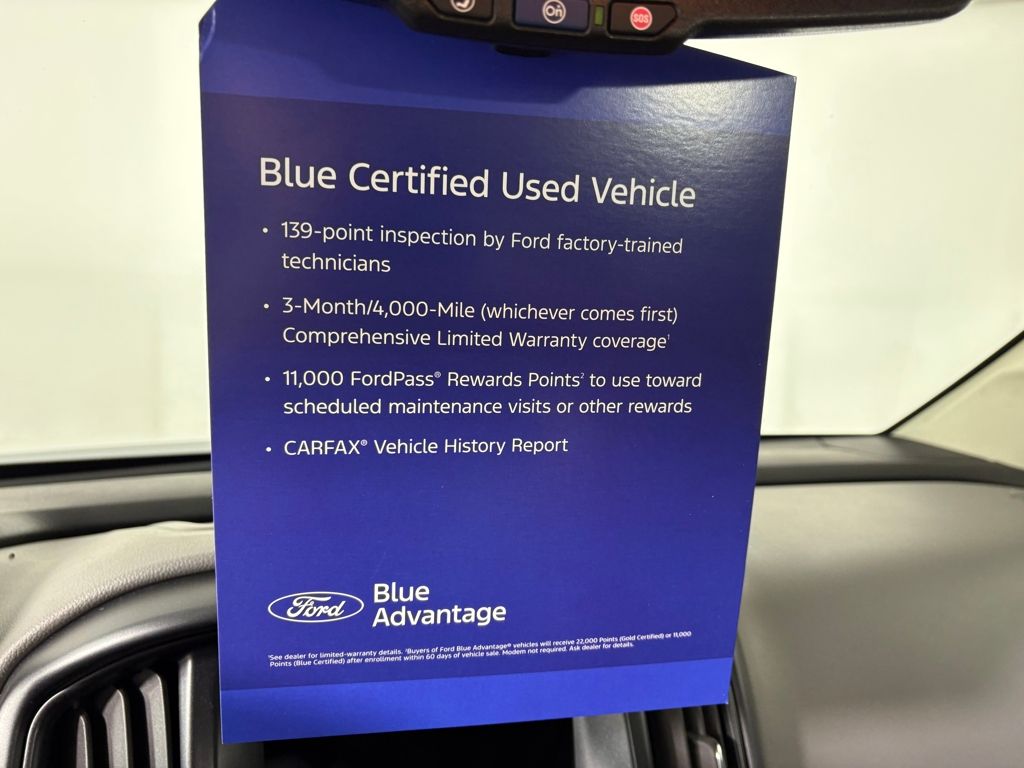 On
SOS
Blue Certified Used Vehicle
• 139-point inspection by Ford factory-trained
technicians
• 3-Month/4,000-Mile (whichever comes first)
Comprehensive Limited Warranty coverage¹
• 11,000 FordPass® Rewards Points² to use toward
scheduled maintenance visits or other rewards
• CARFAX® Vehicle History Report
Ford
Blue
Advantage
¹See dealer for limited-warranty details. ²Buyers of Ford Blue Advantage® vehicles will receive 22,000 Points (Gold Certified) or 11,000
Points (Blue Certified) after enrollment within 60 days of vehicle sale. Modem not required. Ask dealer for details.